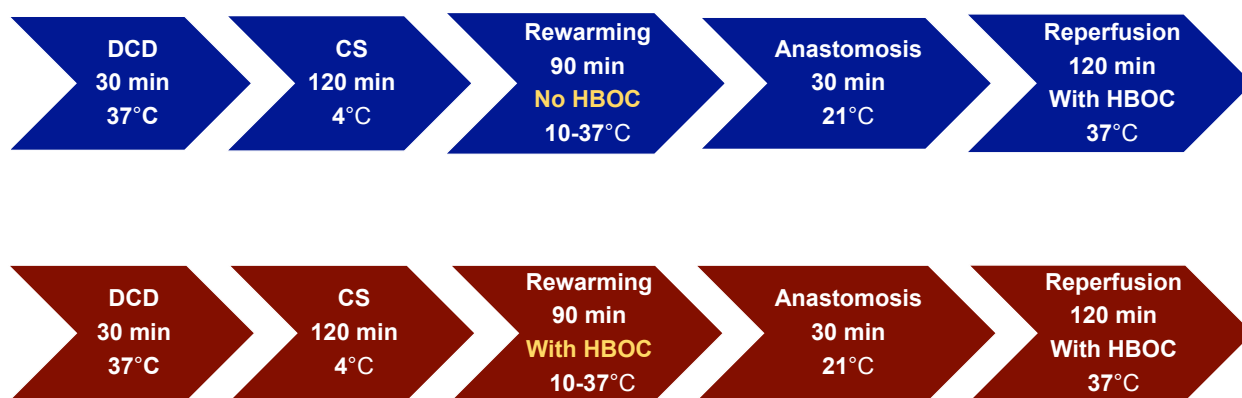 DCD
30 min
37°C
CS
120 min
4°C
Rewarming
90 min
No HBOC
10-37°C
Anastomosis
30 min
21°C
Reperfusion
120 min
With HBOC
37°C
DCD
30 min
37°C
CS
120 min
4°C
Rewarming
90 min
With HBOC
10-37°C
Anastomosis
30 min
21°C
Reperfusion
120 min
With HBOC
37°C